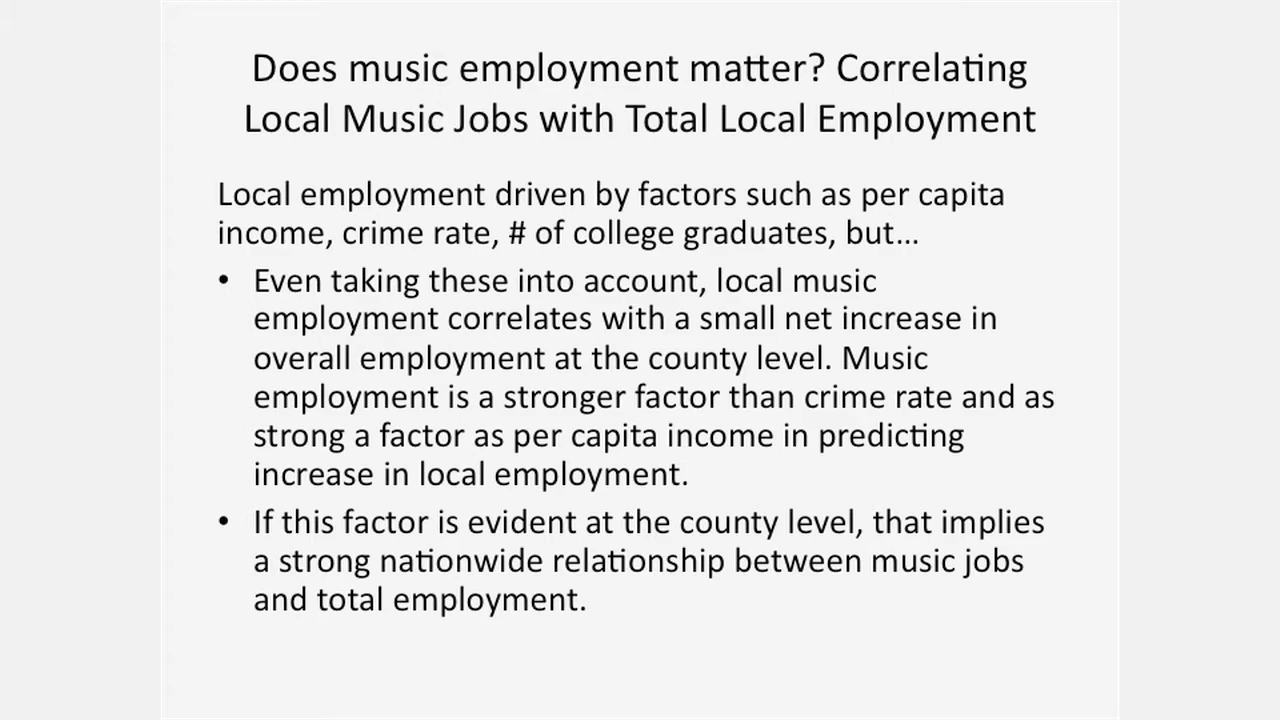 Does music employment matter? Correlating
Local Music Jobs with Total Local Employment
Local employment driven by factors such as per capita
income, crime rate, # of college graduates, but…
• Even taking these into account, local music
employment correlates with a small net increase in
overall employment at the county level. Music
employment is a stronger factor than crime rate and as
strong a factor as per capita income in predicting
increase in local employment.
• If this factor is evident at the county level, that implies
a strong nationwide relationship between music jobs
and total employment.